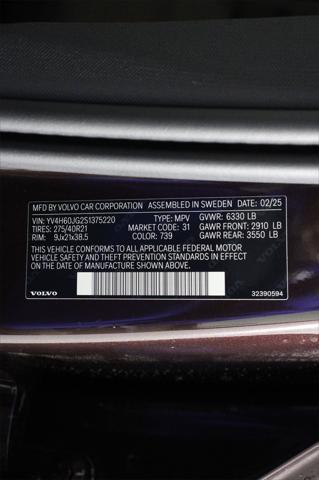 MFD BY VOLVO CAR CORPORATION ASSEMBLED IN SWEDEN DATE: 02/25
VIN: YV4H60JG2S1375220 TYPE: MPV GVWR: 6330 LB
TIRES: 275/40R21 MARKET CODE: 31 GAWR FRONT: 2910 LB
RIM: 9Jx21x38.5 COLOR: 739 GAWR REAR: 3550 LB
THIS VEHICLE CONFORMS TO ALL APPLICABLE FEDERAL MOTOR
VEHICLE SAFETY AND THEFT PREVENTION STANDARDS IN EFFECT
ON THE DATE OF MANUFACTURE SHOWN ABOVE.
VOLVO 32390594